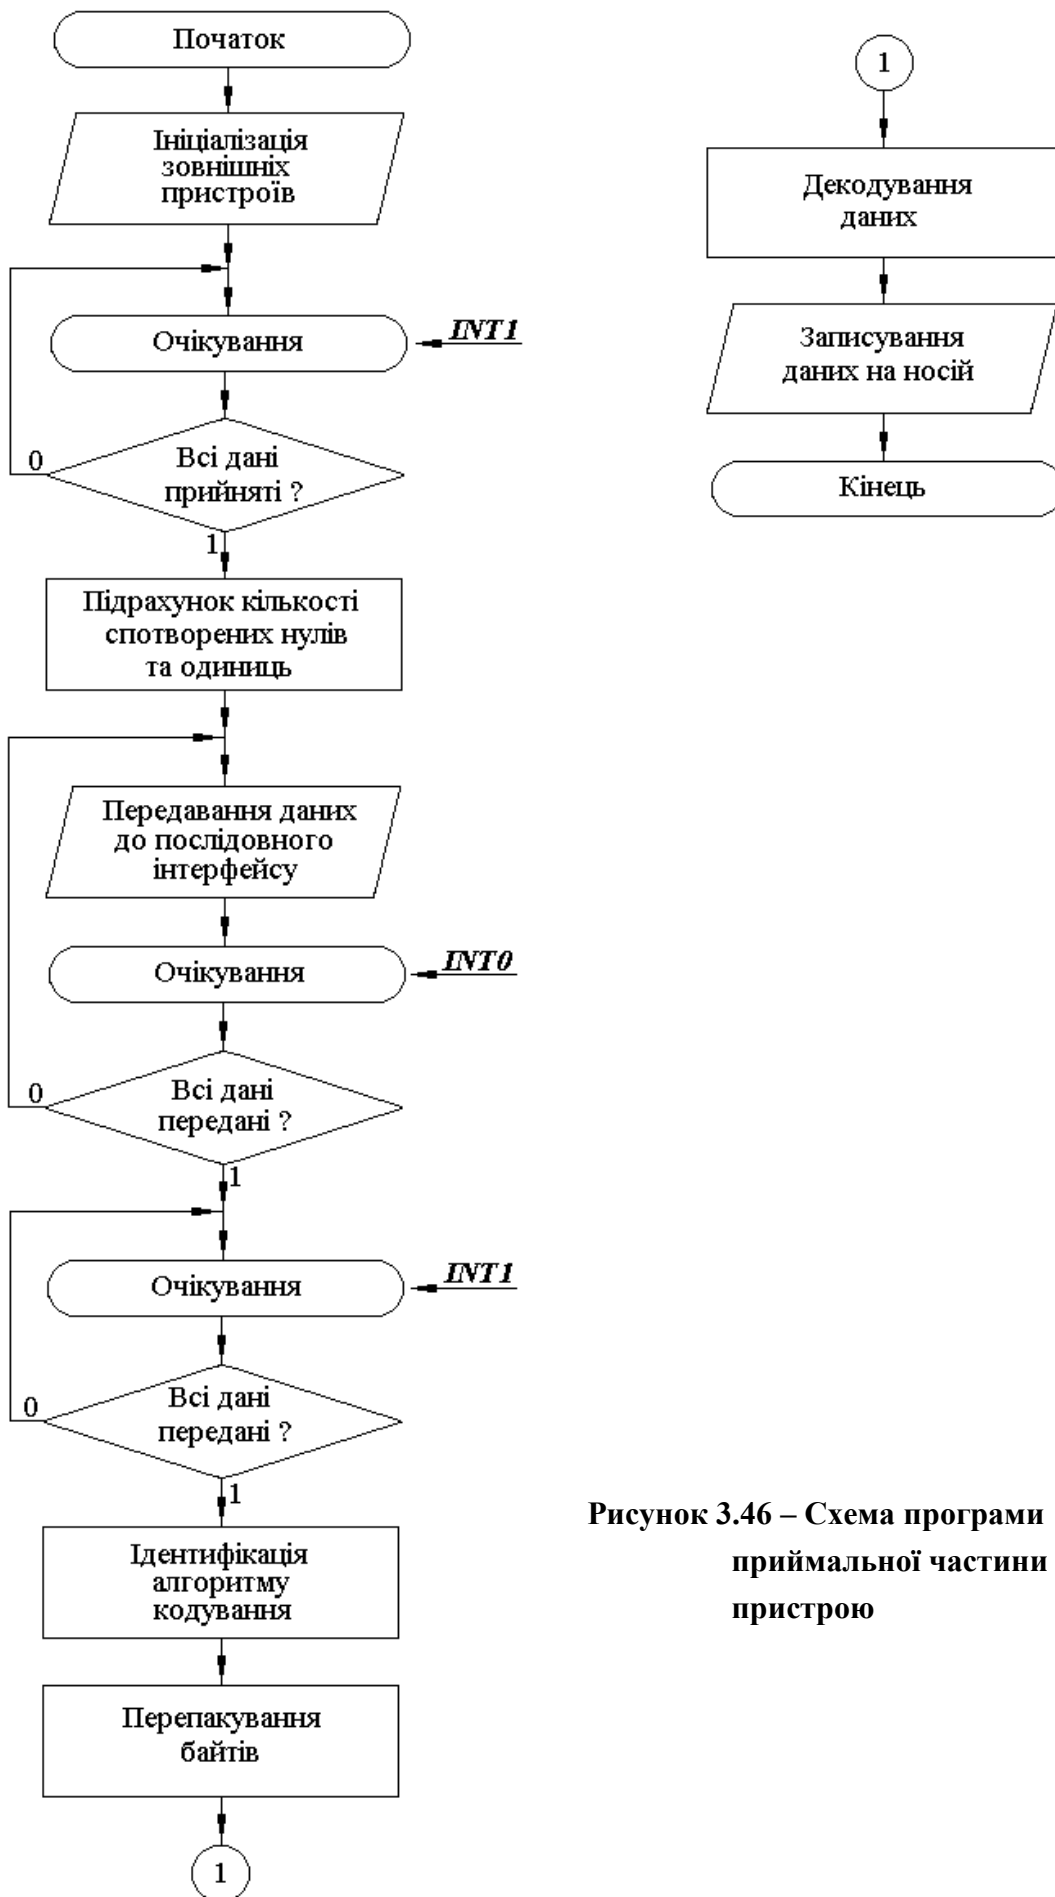 Початок
Ініціалізація
зовнішніх
пристроїв
Очікування
INT1
Всі дані
прийняті ?
0
1
Підрахунок кількості
спотворених нулів
та одиниць
Передавання даних
до послідовного
інтерфейсу
Очікування
INT0
Всі дані
передані ?
0
1
Очікування
INT1
Всі дані
передані ?
0
1
Ідентифікація
алгоритму
кодування
Перепакування
байтів
1
1
Декодування
даних
Записування
даних на носій
Кінець
Рисунок 3.46 – Схема програми
приймальної частини
пристрою